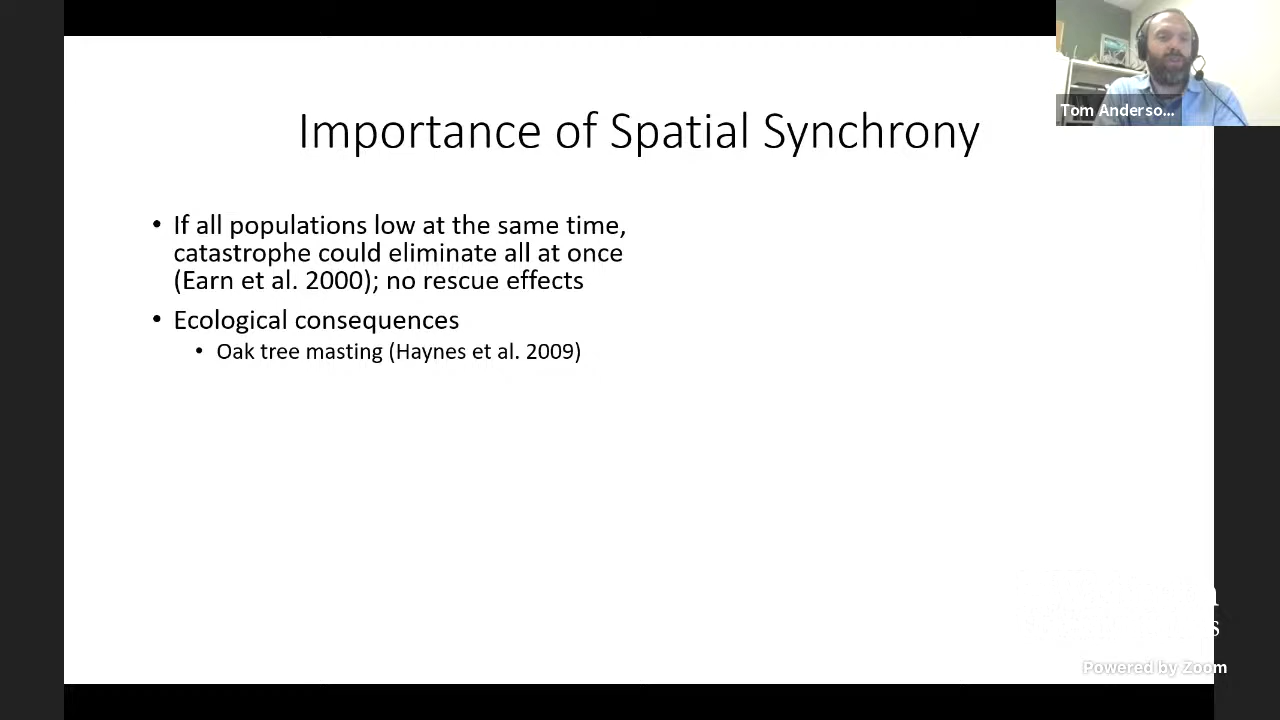 Tom Anderso...
Importance of Spatial Synchrony
• If all populations low at the same time,
catastrophe could eliminate all at once
(Earn et al. 2000); no rescue effects
• Ecological consequences
• Oak tree masting (Haynes et al. 2009)
Powered by Zoom